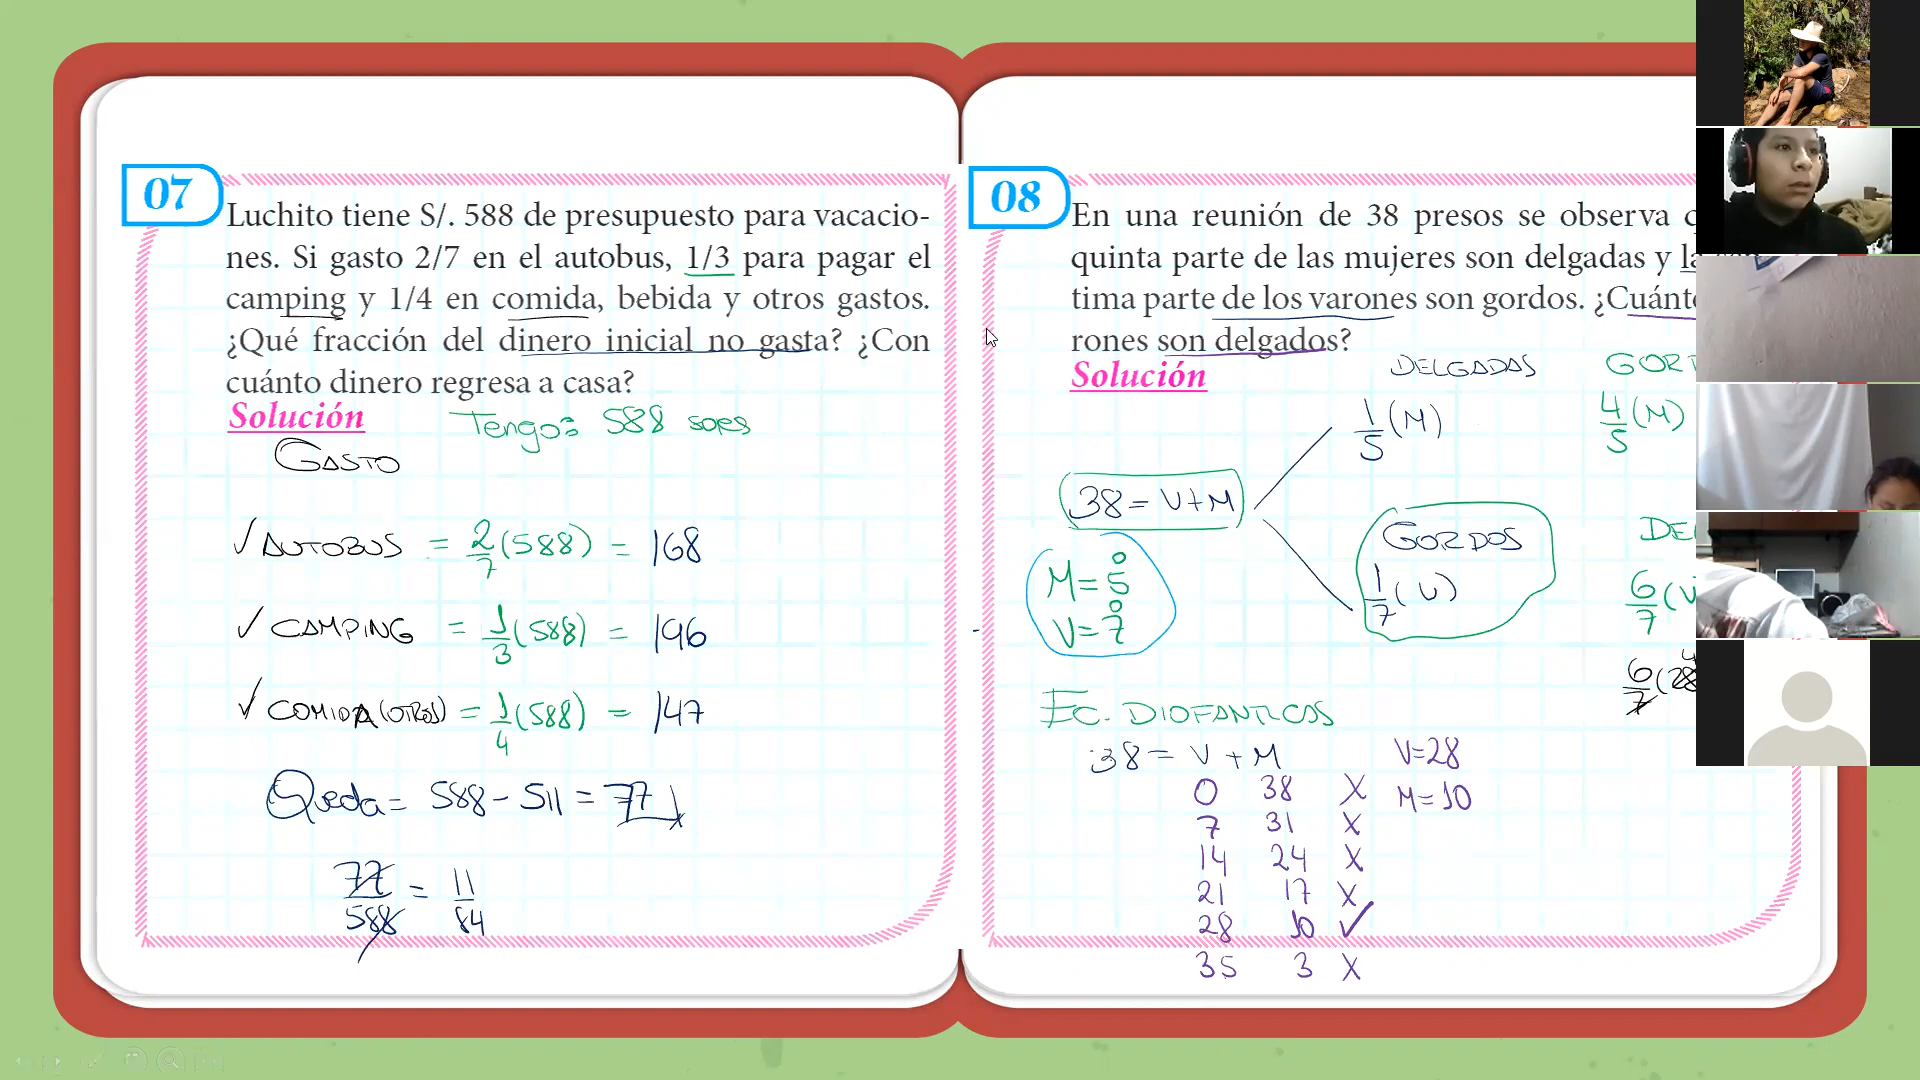 07
Luchito tiene S/. 588 de presupuesto para vacacio-
nes. Si gasto 2/7 en el autobus, 1/3 para pagar el
camping y 1/4 en comida, bebida y otros gastos.
¿Qué fracción del dinero inicial no gasta? ¿Con
cuánto dinero regresa a casa?
Solución
Tengo: 588 soles
GASTO
✓ AUTOBUS = 2/7 (588) = 168
✓ CAMPING = 1/3 (588) = 196
✓ COMIDA (OTROS) = 1/4 (588) = 147
Queda = 588 - 511 = 77
77/588 = 11/84
08
En una reunión de 38 presos se observa
quinta parte de las mujeres son delgadas y
tima parte de los varones son gordos.
rones son delgados?
Solución
DELGADAS
1/5 (M)
4/5 (M)
38 = V + M
GORDOS
1/7 (V)
6/7 (V
M = 5°
V = 7°
6/7 (28
EC. DIOFANTICAS
38 = V + M
V = 28
0 38 X
M = 10
7 31 X
14 24 X
21 17 X
28 10 ✓
35 3 X